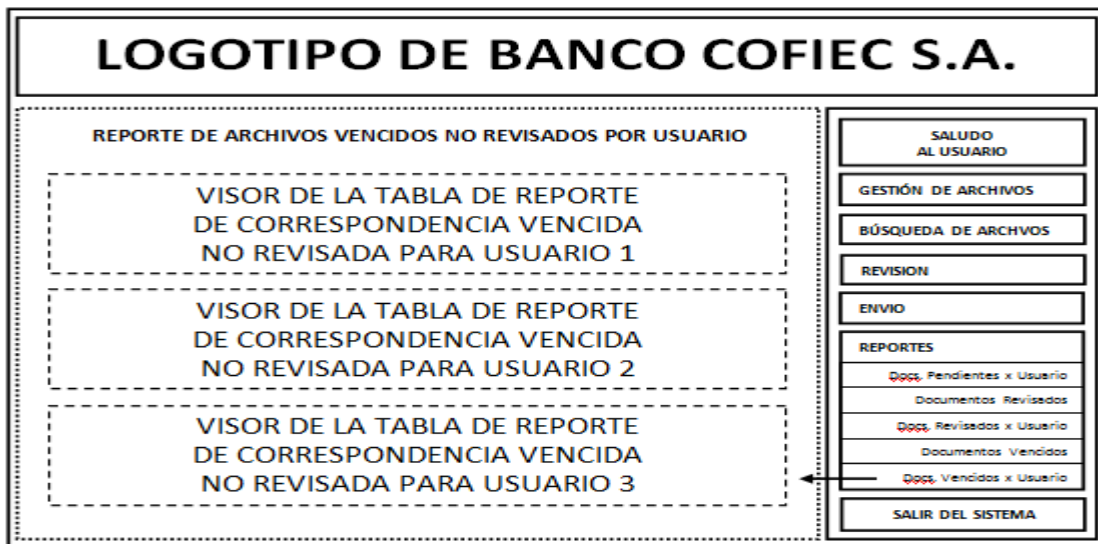 LOGOTIPO DE BANCO COFIEC S.A.
REPORTE DE ARCHIVOS VENCIDOS NO REVISADOS POR USUARIO
VISOR DE LA TABLA DE REPORTE
DE CORRESPONDENCIA VENCIDA
NO REVISADA PARA USUARIO 1
VISOR DE LA TABLA DE REPORTE
DE CORRESPONDENCIA VENCIDA
NO REVISADA PARA USUARIO 2
VISOR DE LA TABLA DE REPORTE
DE CORRESPONDENCIA VENCIDA
NO REVISADA PARA USUARIO 3
SALUDO
AL USUARIO
GESTIÓN DE ARCHIVOS
BÚSQUEDA DE ARCHVOS
REVISION
ENVIO
REPORTES
Docs. Pendientes x Usuario
Documentos Revisados
Docs. Revisados x Usuario
Documentos Vencidos
Docs. Vencidos x Usuario
SALIR DEL SISTEMA